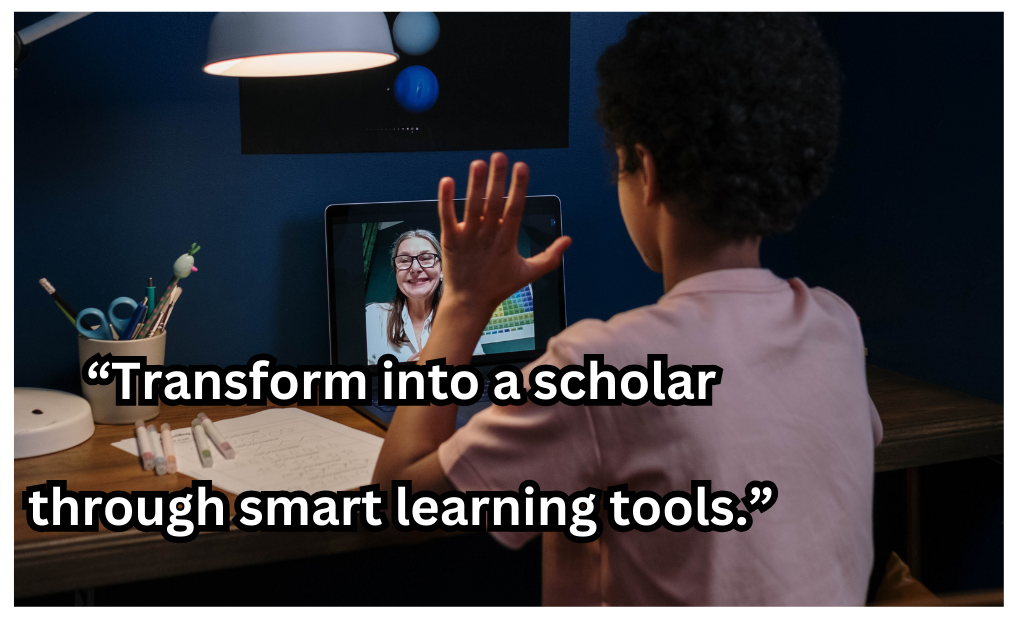 “Transform into a scholar
through smart learning tools.”